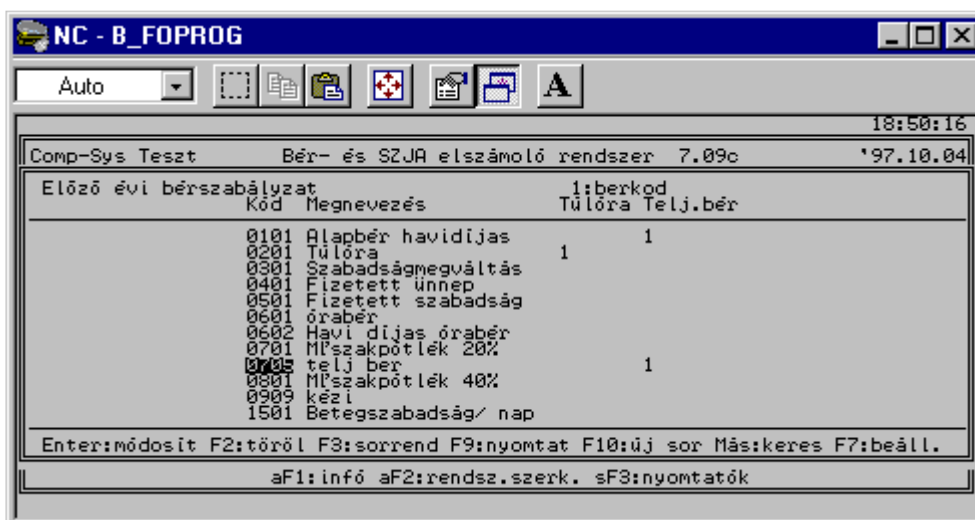 NC - B_FOPROG
Auto
A
18:50:16
Comp-Sys Teszt Bér- és SZJA elszámoló rendszer 7.09c '97.10.04
Előző évi bérszabályzat 1:berkod
Kód Megnevezés Túlóra Telj.bér
0101 Alapbér havidíjas 1
0201 Túlóra 1
0301 Szabadságmegváltás
0401 Fizetett ünnep
0501 Fizetett szabadság
0601 órabér
0602 Havi díjas órabér
0701 Mľszakpótlék 20%
0705 telj ber 1
0801 Mľszakpótlék 40%
0909 kézi
1501 Betegszabadság/ nap
Enter:módosít F2:töröl F3:sorrend F9:nyomtat F10:új sor Más:keres F7:beáll.
aF1:infó aF2:rendsz.szerk. sF3:nyomtatók